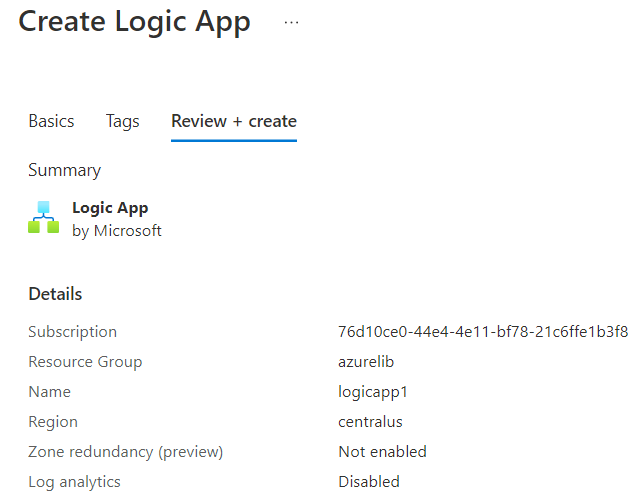 Create Logic App ...
Basics Tags Review + create
Summary
Logic App
by Microsoft
Details
Subscription 76d10ce0-44e4-4e11-bf78-21c6ffe1b3f8
Resource Group azurelib
Name logicapp1
Region centralus
Zone redundancy (preview) Not enabled
Log analytics Disabled